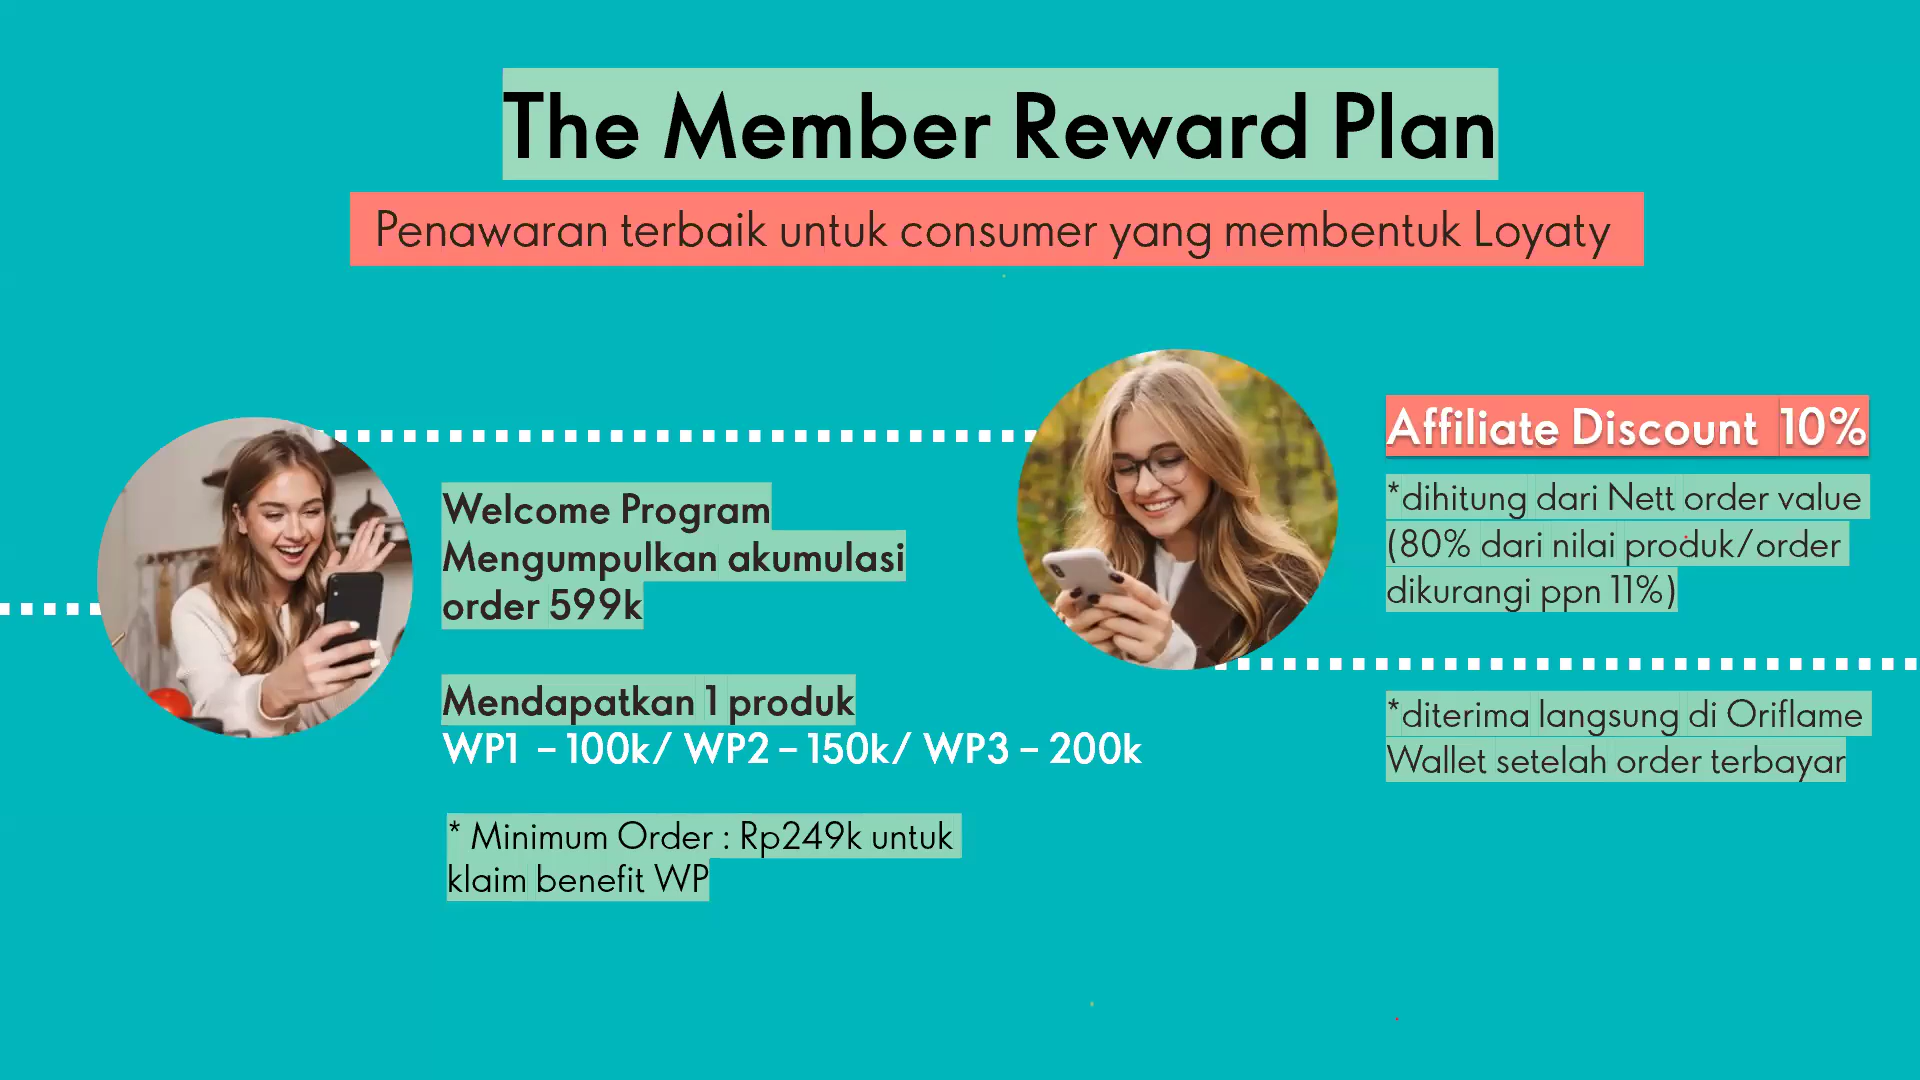 The Member Reward Plan
Penawaran terbaik untuk consumer yang membentuk Loyaty
Welcome Program
Mengumpulkan akumulasi
order 599k
Mendapatkan 1 produk
WP1 – 100k/ WP2 – 150k/ WP3 – 200k
* Minimum Order : Rp249k untuk
klaim benefit WP
Affiliate Discount 10%
*dihitung dari Nett order value
(80% dari nilai produk/order
dikurangi ppn 11%)
*diterima langsung di Oriflame
Wallet setelah order terbayar